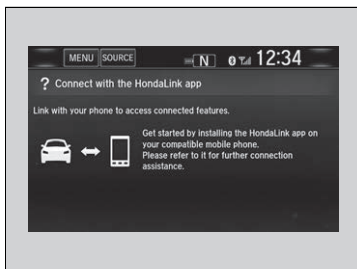 MENU SOURCE N 12:34
? Connect with the HondaLink app
Link with your phone to access connected features.
Get started by installing the HondaLink app on
your compatible mobile phone.
Please refer to it for further connection
assistance.